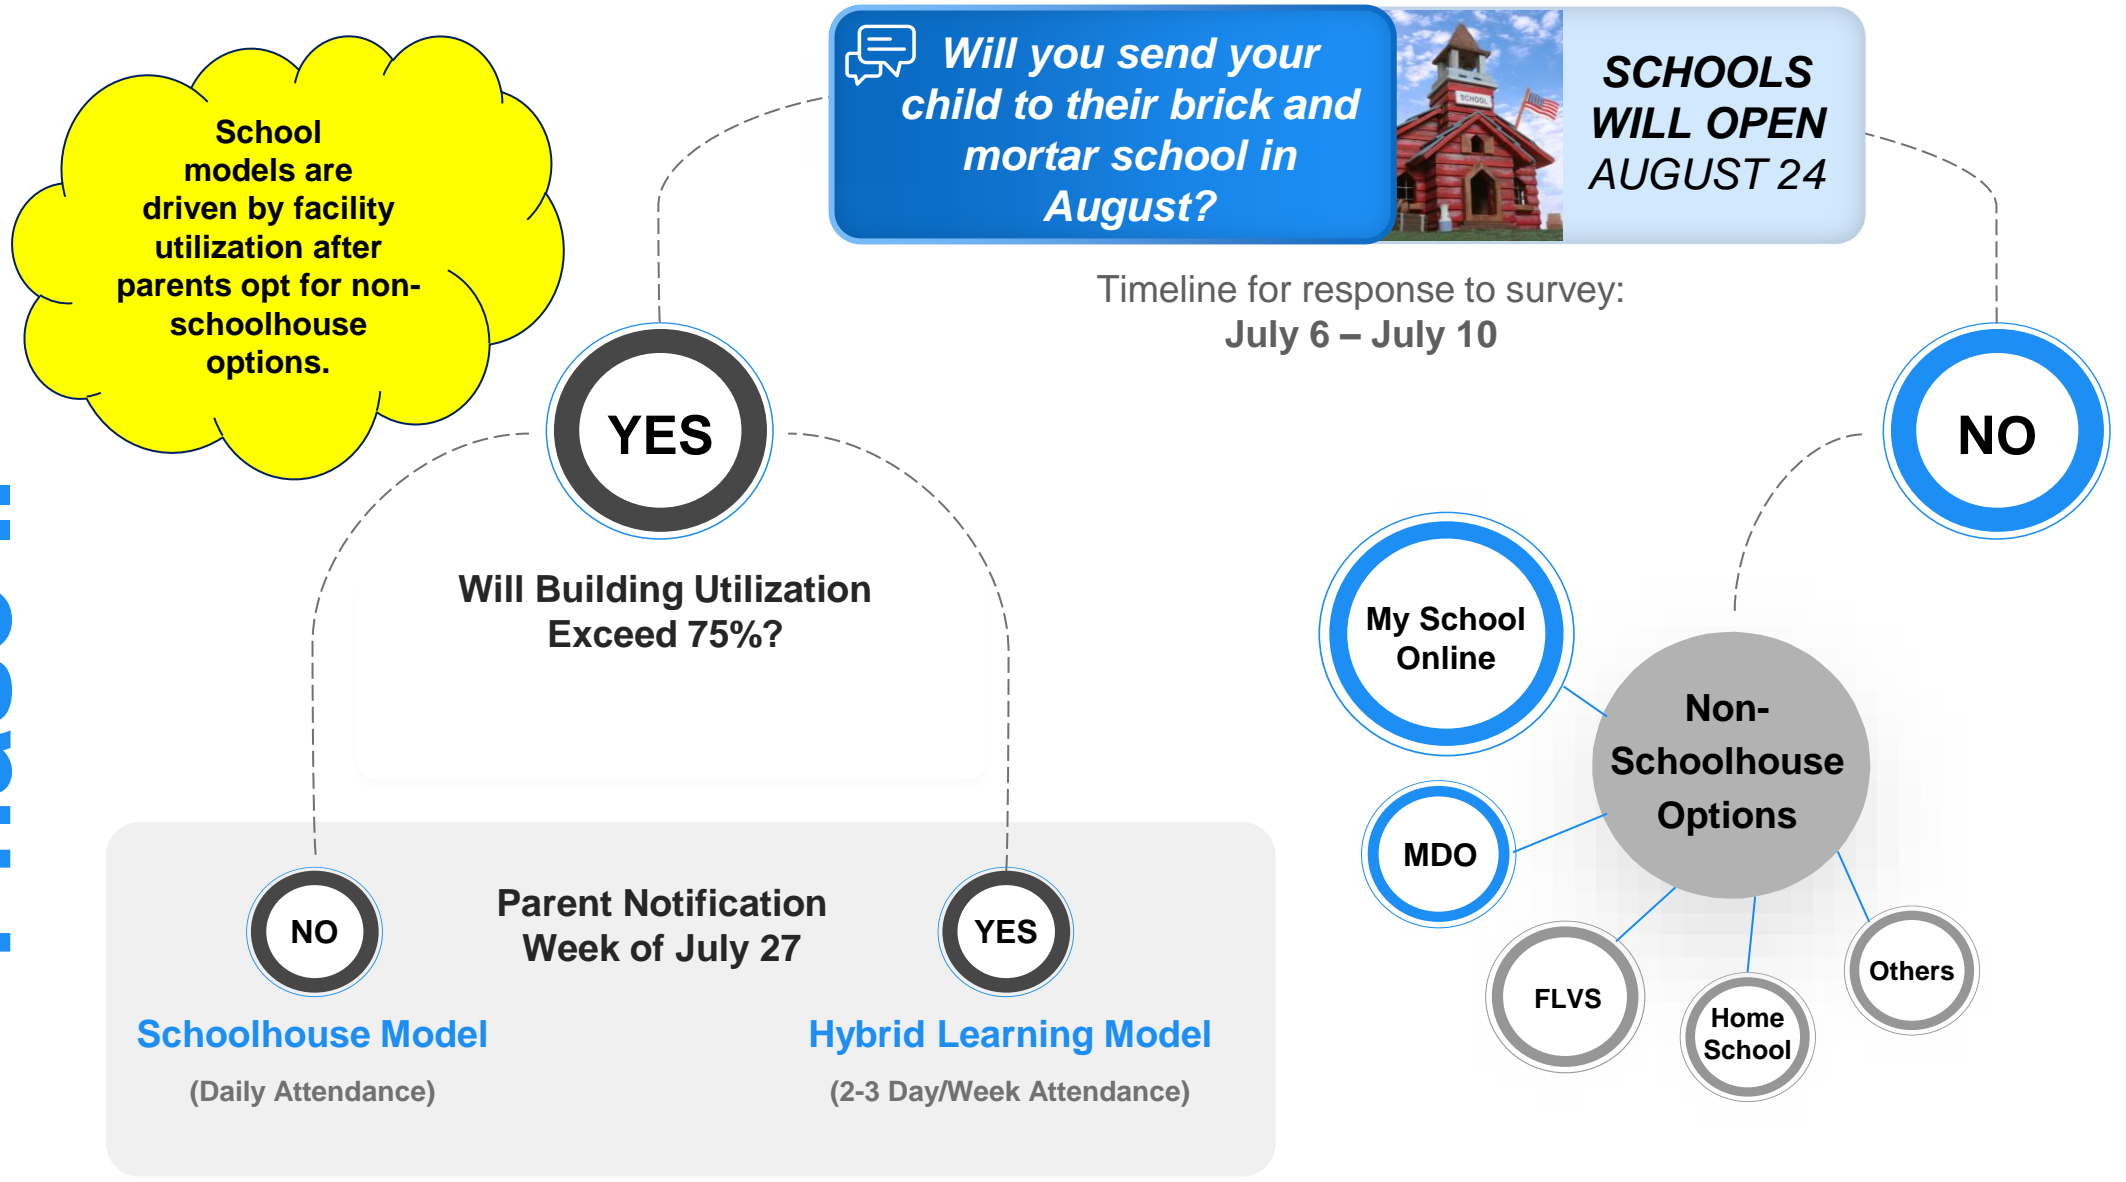 School
models are
driven by facility
utilization after
parents opt for non-
schoolhouse
options.
Will you send your
child to their brick and
mortar school in
August?
SCHOOL
SCHOOLS
WILL OPEN
AUGUST 24
Timeline for response to survey:
July 6 – July 10
YES
NO
Will Building Utilization
Exceed 75%?
My School
Online
Non-
Schoolhouse
Options
MDO
FLVS
Home
School
Others
NO
Parent Notification
Week of July 27
YES
Schoolhouse Model
(Daily Attendance)
Hybrid Learning Model
(2-3 Day/Week Attendance)